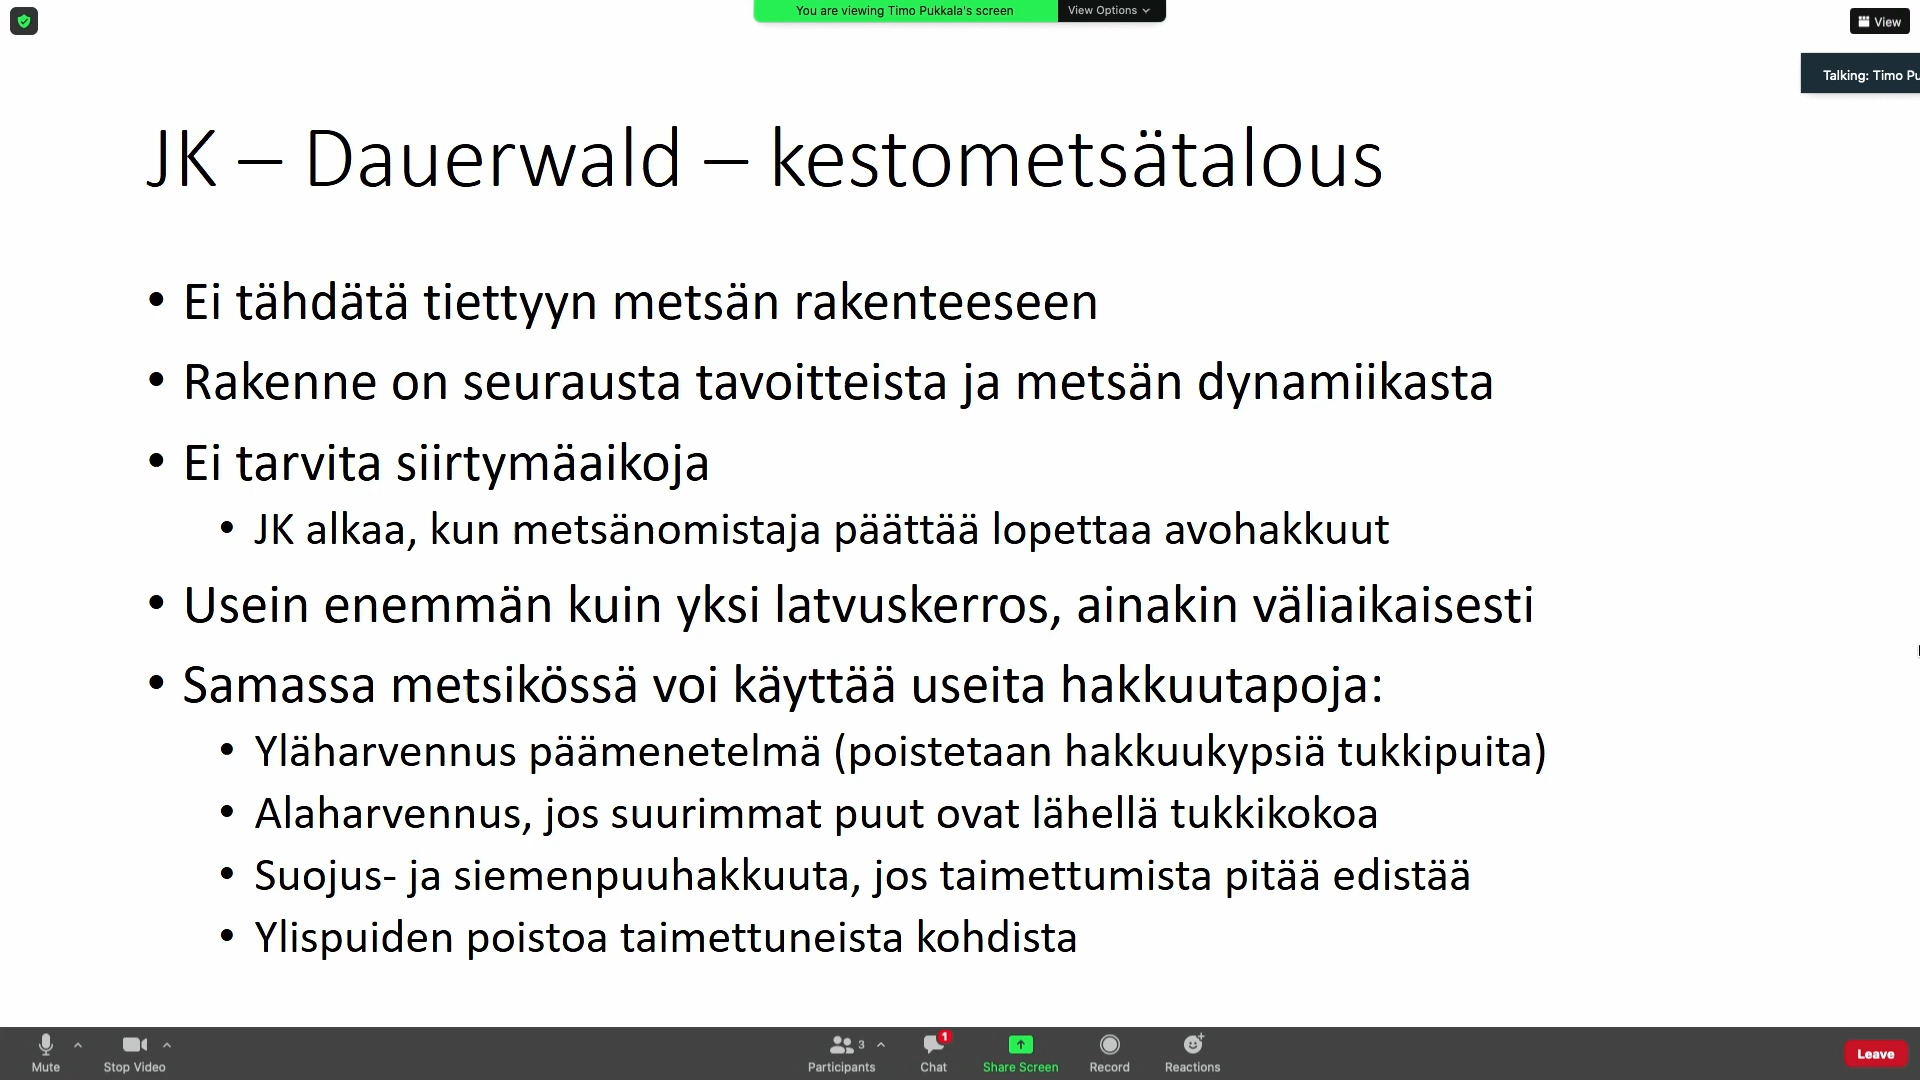 You are viewing Timo Pukkala's screen
View Options
View
Talking: Timo
JK – Dauerwald – kestometsätalous
• Ei tähdätä tiettyyn metsän rakenteeseen
• Rakenne on seurausta tavoitteista ja metsän dynamiikasta
• Ei tarvita siirtymäaikoja
• JK alkaa, kun metsänomistaja päättää lopettaa avohakkuut
• Usein enemmän kuin yksi latvuskerros, ainakin väliaikaisesti
• Samassa metsikössä voi käyttää useita hakkuutapoja:
• Yläharvennus päämenetelmä (poistetaan hakkuukypsiä tukkipuita)
• Alaharvennus, jos suurimmat puut ovat lähellä tukkikokoa
• Suojus- ja siemenpuuhakkuuta, jos taimettumista pitää edistää
• Ylispuiden poistoa taimettuneista kohdista
Mute
Stop Video
Participants 3
Chat 1
Share Screen
Record
Reactions
Leave